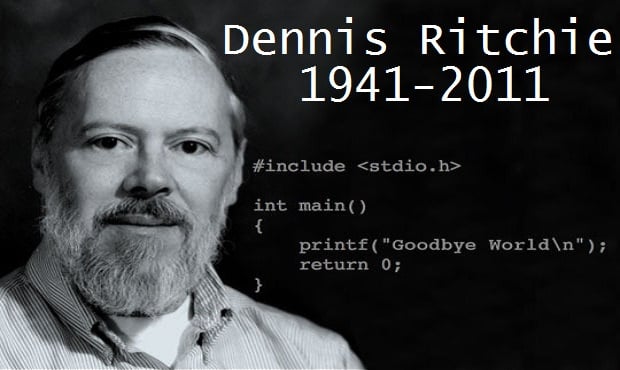 Dennis Ritchie
1941-2011
#include <stdio.h>
int main()
{
    printf("Goodbye World\n");
    return 0;
}